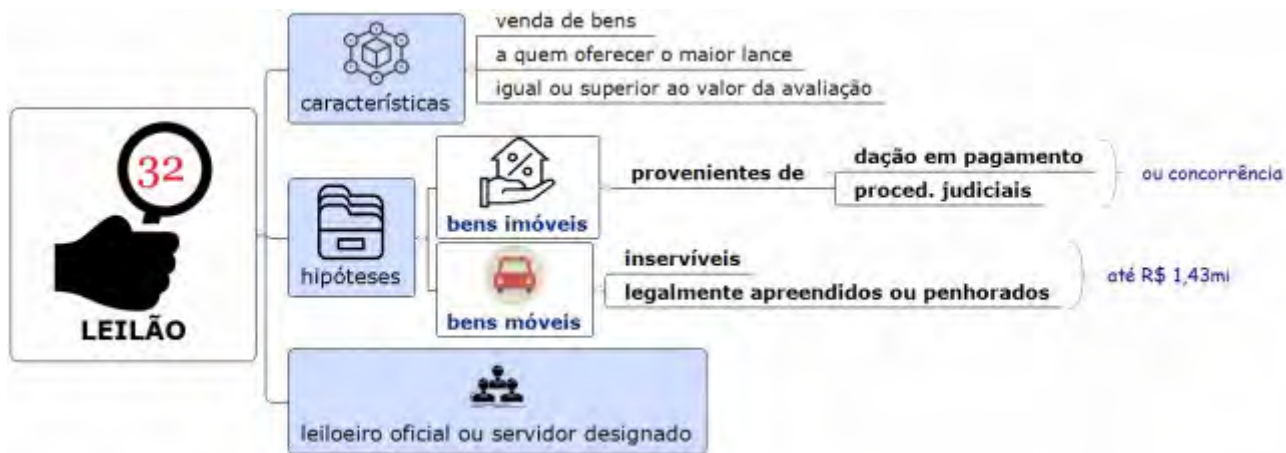 32
LEILÃO
características
venda de bens
a quem oferecer o maior lance
igual ou superior ao valor da avaliação
hipóteses
bens imóveis
provenientes de
dação em pagamento
proced. judiciais
ou concorrência
bens móveis
inservíveis
legalmente apreendidos ou penhorados
até R$ 1,43mi
leiloeiro oficial ou servidor designado